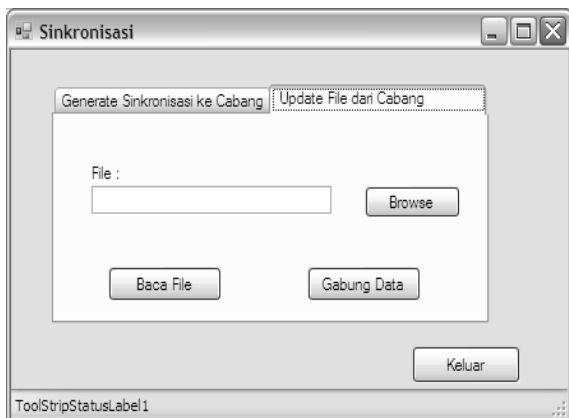 Sinkronisasi
Generate Sinkronisasi ke Cabang
Update File dari Cabang
File :
Browse
Baca File
Gabung Data
Keluar
ToolStripStatusLabel1